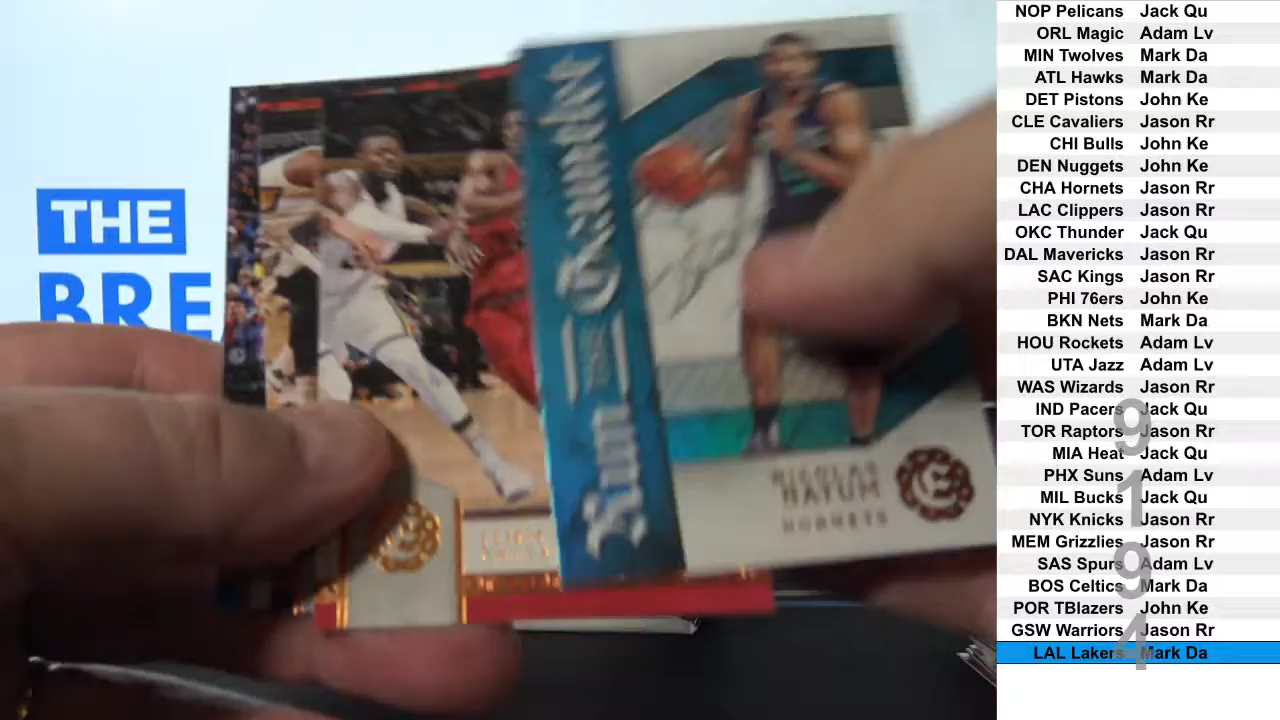 THE
BRE
Run The Gauntlet
NICOLAS
BATUM
HORNETS
NOP Pelicans Jack Qu
ORL Magic Adam Lv
MIN Twolves Mark Da
ATL Hawks Mark Da
DET Pistons John Ke
CLE Cavaliers Jason Rr
CHI Bulls John Ke
DEN Nuggets John Ke
CHA Hornets Jason Rr
LAC Clippers Jason Rr
OKC Thunder Jack Qu
DAL Mavericks Jason Rr
SAC Kings Jason Rr
PHI 76ers John Ke
BKN Nets Mark Da
HOU Rockets Adam Lv
UTA Jazz Adam Lv
WAS Wizards Jason Rr
IND Pacers Jack Qu
TOR Raptors Jason Rr
MIA Heat Jack Qu
PHX Suns Adam Lv
MIL Bucks Jack Qu
NYK Knicks Jason Rr
MEM Grizzlies Jason Rr
SAS Spurs Adam Lv
BOS Celtics Mark Da
POR TBlazers John Ke
GSW Warriors Jason Rr
LAL Lakers Mark Da
9194